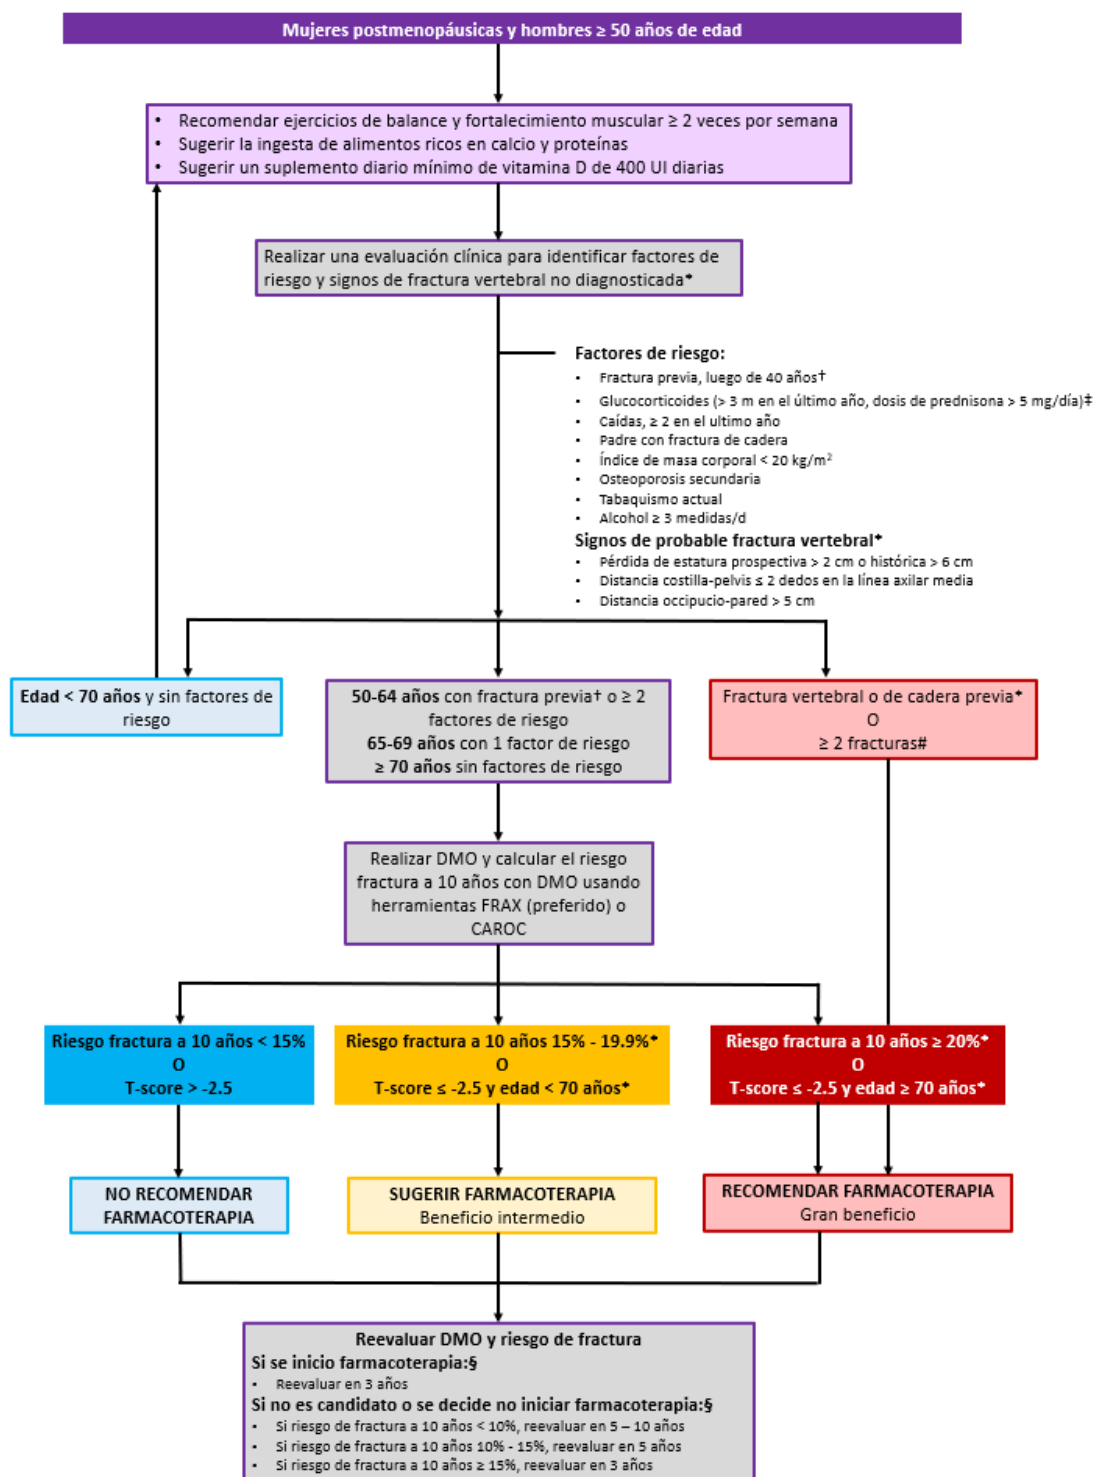 Mujeres postmenopáusicas y hombres ≥ 50 años de edad
• Recomendar ejercicios de balance y fortalecimiento muscular ≥ 2 veces por semana
• Sugerir la ingesta de alimentos ricos en calcio y proteínas
• Sugerir un suplemento diario mínimo de vitamina D de 400 UI diarias
Realizar una evaluación clínica para identificar factores de
riesgo y signos de fractura vertebral no diagnosticada*
Factores de riesgo:
• Fractura previa, luego de 40 años†
• Glucocorticoides (> 3 m en el último año, dosis de prednisona > 5 mg/día)‡
• Caídas, ≥ 2 en el ultimo año
• Padre con fractura de cadera
• Índice de masa corporal < 20 kg/m²
• Osteoporosis secundaria
• Tabaquismo actual
• Alcohol ≥ 3 medidas/d
Signos de probable fractura vertebral*
• Pérdida de estatura prospectiva > 2 cm o histórica > 6 cm
• Distancia costilla-pelvis ≤ 2 dedos en la línea axilar media
• Distancia occipucio-pared > 5 cm
Edad < 70 años y sin factores de
riesgo
50-64 años con fractura previa† o ≥ 2
factores de riesgo
65-69 años con 1 factor de riesgo
≥ 70 años sin factores de riesgo
Fractura vertebral o de cadera previa*
O
≥ 2 fracturas#
Realizar DMO y calcular el riesgo
fractura a 10 años con DMO usando
herramientas FRAX (preferido) o
CAROC
Riesgo fractura a 10 años < 15%
O
T-score > -2.5
Riesgo fractura a 10 años 15% - 19.9%*
O
T-score ≤ -2.5 y edad < 70 años*
Riesgo fractura a 10 años ≥ 20%*
O
T-score ≤ -2.5 y edad ≥ 70 años*
NO RECOMENDAR
FARMACOTERAPIA
SUGERIR FARMACOTERAPIA
Beneficio intermedio
RECOMENDAR FARMACOTERAPIA
Gran beneficio
Reevaluar DMO y riesgo de fractura
Si se inicio farmacoterapia:§
• Reevaluar en 3 años
Si no es candidato o se decide no iniciar farmacoterapia:§
• Si riesgo de fractura a 10 años < 10%, reevaluar en 5 – 10 años
• Si riesgo de fractura a 10 años 10% - 15%, reevaluar en 5 años
• Si riesgo de fractura a 10 años ≥ 15%, reevaluar en 3 años